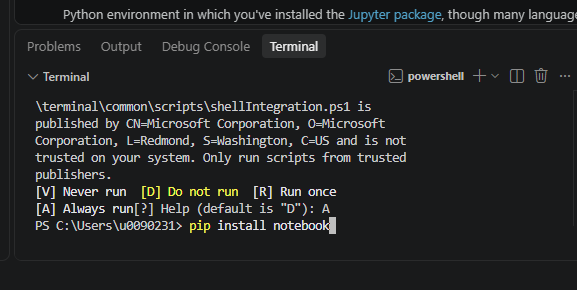 Python environment in which you've installed the Jupyter package, though many language
Problems Output Debug Console Terminal
Terminal powershell
\terminal\common\scripts\shellIntegration.ps1 is
published by CN=Microsoft Corporation, O=Microsoft
Corporation, L=Redmond, S=Washington, C=US and is not
trusted on your system. Only run scripts from trusted
publishers.
[V] Never run  [D] Do not run  [R] Run once
[A] Always run[?] Help (default is "D"): A
PS C:\Users\u0090231> pip install notebook